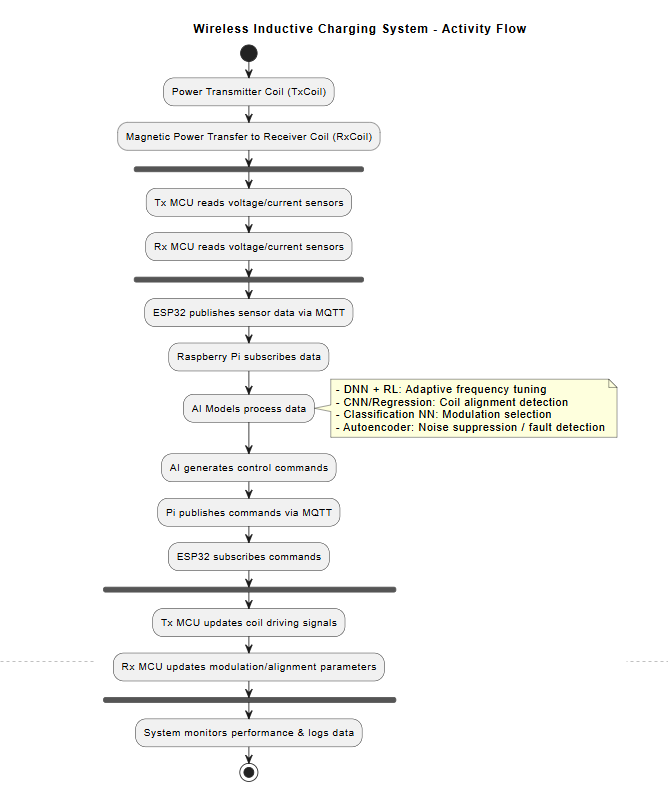 Wireless Inductive Charging System - Activity Flow
Power Transmitter Coil (TxCoil)
Magnetic Power Transfer to Receiver Coil (RxCoil)
Tx MCU reads voltage/current sensors
Rx MCU reads voltage/current sensors
ESP32 publishes sensor data via MQTT
Raspberry Pi subscribes data
AI Models process data
- DNN + RL: Adaptive frequency tuning
- CNN/Regression: Coil alignment detection
- Classification NN: Modulation selection
- Autoencoder: Noise suppression / fault detection
AI generates control commands
Pi publishes commands via MQTT
ESP32 subscribes commands
Tx MCU updates coil driving signals
Rx MCU updates modulation/alignment parameters
System monitors performance & logs data